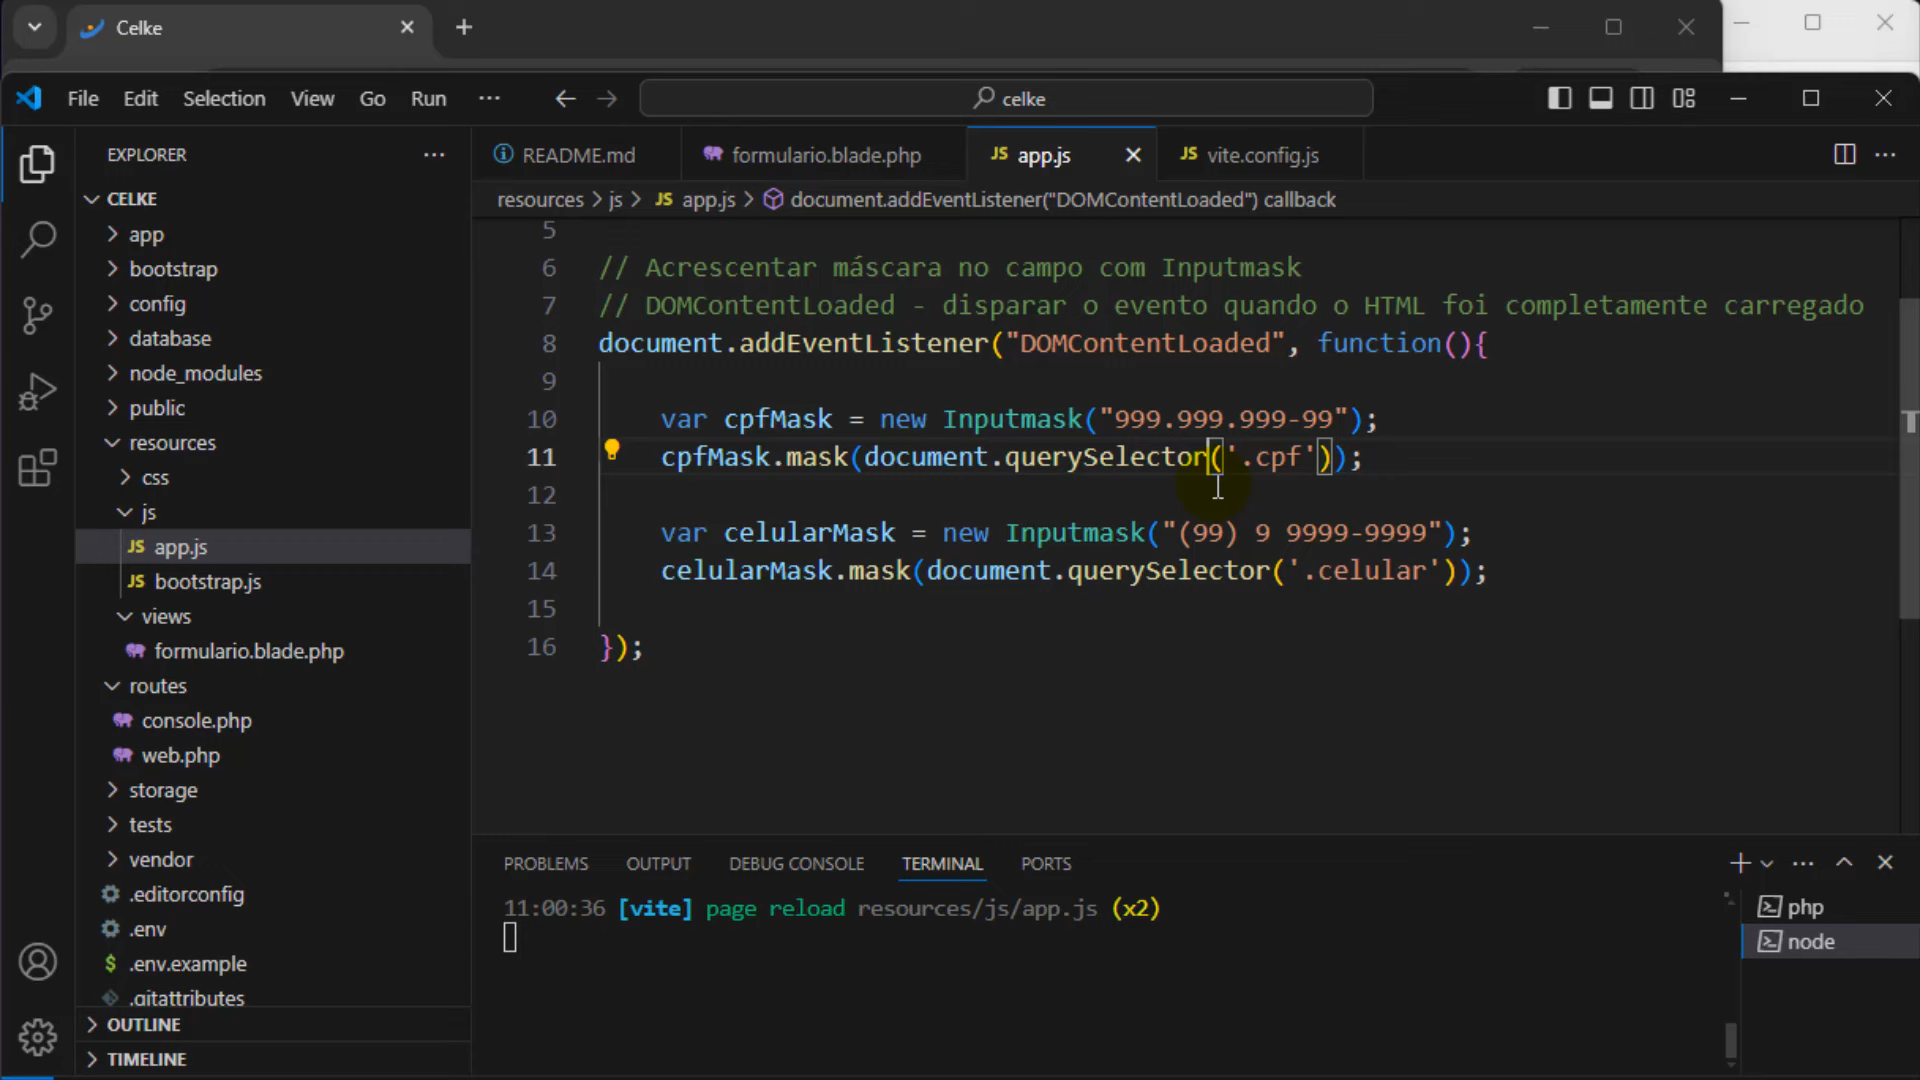 Celke
File Edit Selection View Go Run ···
celke
EXPLORER ···
README.md
formulario.blade.php
JS app.js
JS vite.config.js
resources > js > JS app.js > document.addEventListener("DOMContentLoaded") callback
CELKE
app
bootstrap
config
database
node_modules
public
resources
css
js
JS app.js
JS bootstrap.js
views
formulario.blade.php
routes
console.php
web.php
storage
tests
vendor
.editorconfig
.env
$ .env.example
.gitattributes
OUTLINE
TIMELINE
5
6 // Acrescentar máscara no campo com Inputmask
7 // DOMContentLoaded - disparar o evento quando o HTML foi completamente carregado
8 document.addEventListener("DOMContentLoaded", function(){
9
10 var cpfMask = new Inputmask("999.999.999-99");
11 cpfMask.mask(document.querySelector('.cpf'));
12
13 var celularMask = new Inputmask("(99) 9 9999-9999");
14 celularMask.mask(document.querySelector('.celular'));
15
16 });
PROBLEMS OUTPUT DEBUG CONSOLE TERMINAL PORTS
11:00:36 [vite] page reload resources/js/app.js (x2)
php
node